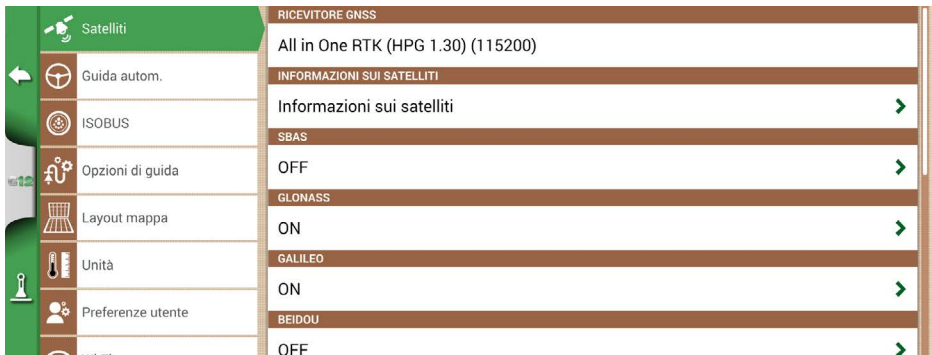 Satelliti
Guida autom.
ISOBUS
Opzioni di guida
Layout mappa
Unità
Preferenze utente
RICEVITORE GNSS
All in One RTK (HPG 1.30) (115200)
INFORMAZIONI SUI SATELLITI
Informazioni sui satelliti
SBAS
OFF
GLONASS
ON
GALILEO
ON
BEIDOU
OFF